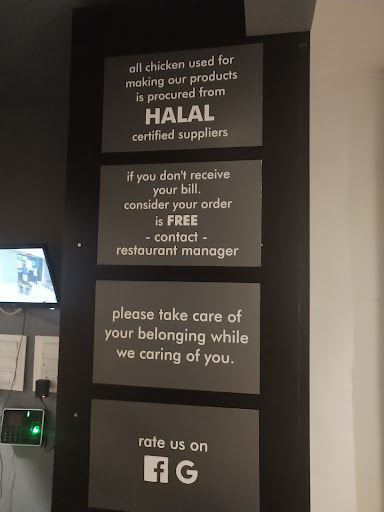 all chicken used for
making our products
is procured from
HALAL
certified suppliers
if you don't receive
your bill.
consider your order
is FREE
- contact -
restaurant manager
please take care of
your belonging while
we caring of you.
rate us on
f G